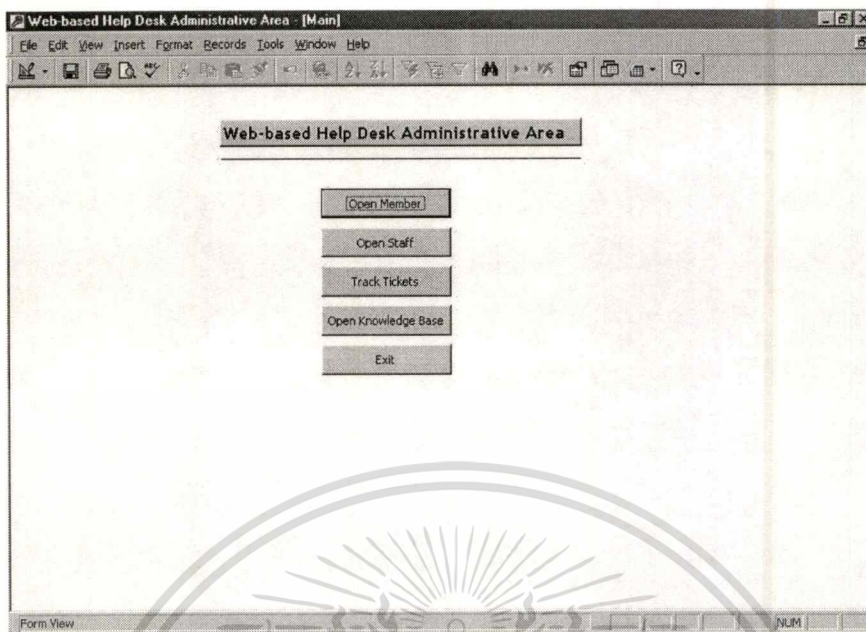 Web-based Help Desk Administrative Area - [Main]
File Edit View Insert Format Records Tools Window Help
Web-based Help Desk Administrative Area
Open Member
Open Staff
Track Tickets
Open Knowledge Base
Exit
Form View NUM